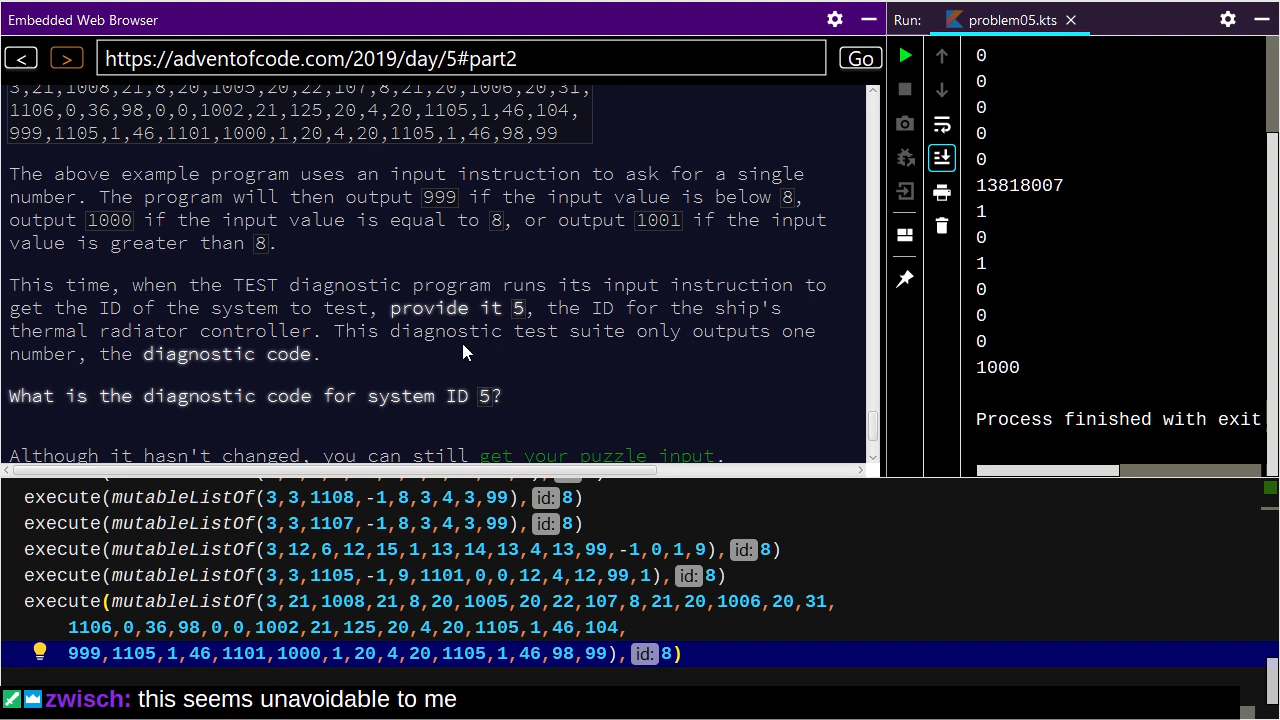 Embedded Web Browser
< > https://adventofcode.com/2019/day/5#part2 Go
3,21,1008,21,8,20,1005,20,22,107,8,21,20,1006,20,31,
1106,0,36,98,0,0,1002,21,125,20,4,20,1105,1,46,104,
999,1105,1,46,1101,1000,1,20,4,20,1105,1,46,98,99
The above example program uses an input instruction to ask for a single
number. The program will then output 999 if the input value is below 8,
output 1000 if the input value is equal to 8, or output 1001 if the input
value is greater than 8.
This time, when the TEST diagnostic program runs its input instruction to
get the ID of the system to test, provide it 5, the ID for the ship's
thermal radiator controller. This diagnostic test suite only outputs one
number, the diagnostic code.
What is the diagnostic code for system ID 5?
Although it hasn't changed, you can still get your puzzle input.
Run: problem05.kts
0
0
0
0
0
13818007
1
0
1
0
0
0
1000
Process finished with exit
execute(mutableListOf(3,3,1108,-1,8,3,4,3,99), id: 8)
execute(mutableListOf(3,3,1107,-1,8,3,4,3,99), id: 8)
execute(mutableListOf(3,12,6,12,15,1,13,14,13,4,13,99,-1,0,1,9), id: 8)
execute(mutableListOf(3,3,1105,-1,9,1101,0,0,12,4,12,99,1), id: 8)
execute(mutableListOf(3,21,1008,21,8,20,1005,20,22,107,8,21,20,1006,20,31,
1106,0,36,98,0,0,1002,21,125,20,4,20,1105,1,46,104,
999,1105,1,46,1101,1000,1,20,4,20,1105,1,46,98,99), id: 8)
zwisch: this seems unavoidable to me